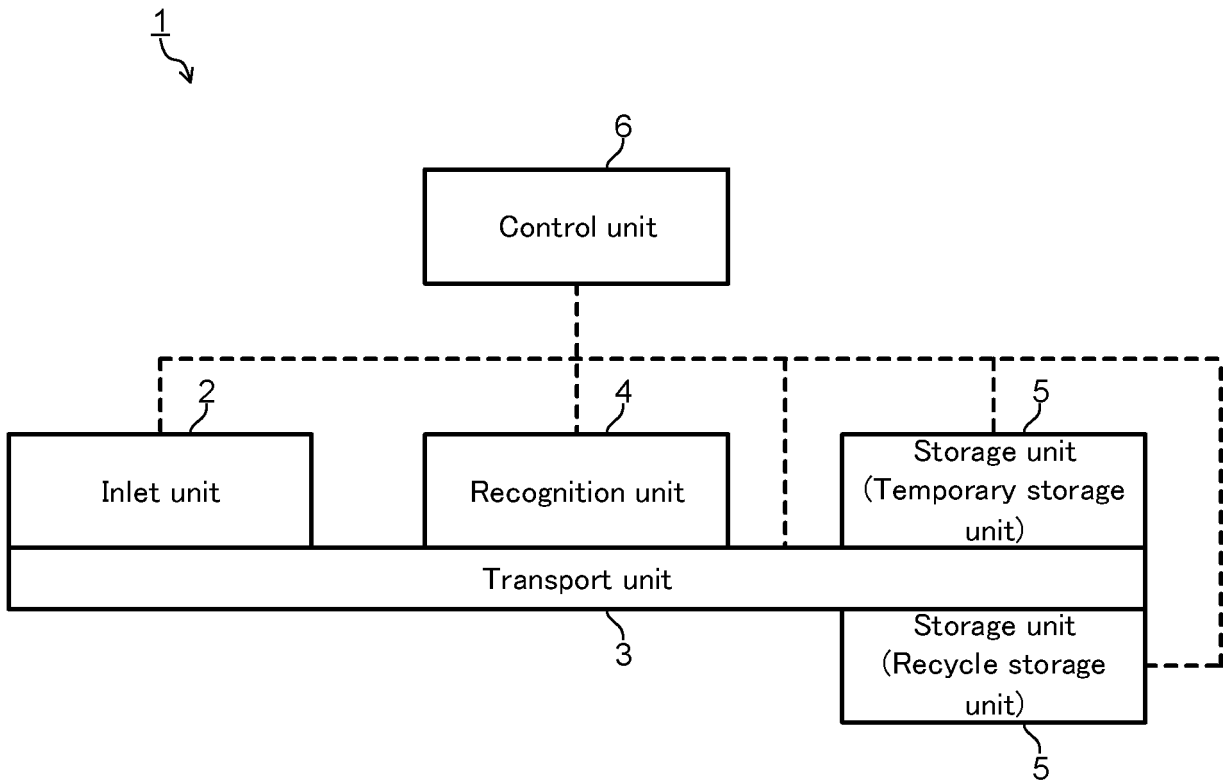 1
6
Control unit
2
4
5
Inlet unit
Recognition unit
Storage unit
(Temporary storage
unit)
Transport unit
3
Storage unit
(Recycle storage
unit)
5